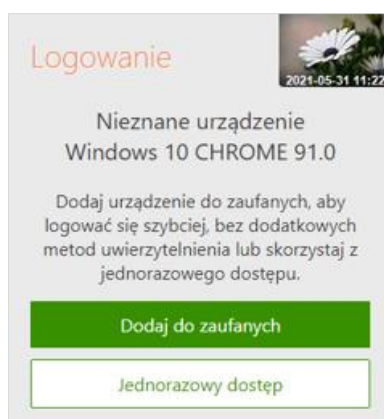 Logowanie
2021-05-31 11:22
Nieznane urządzenie
Windows 10 CHROME 91.0
Dodaj urządzenie do zaufanych, aby
logować się szybciej, bez dodatkowych
metod uwierzytelnienia lub skorzystaj z
jednorazowego dostępu.
Dodaj do zaufanych
Jednorazowy dostęp